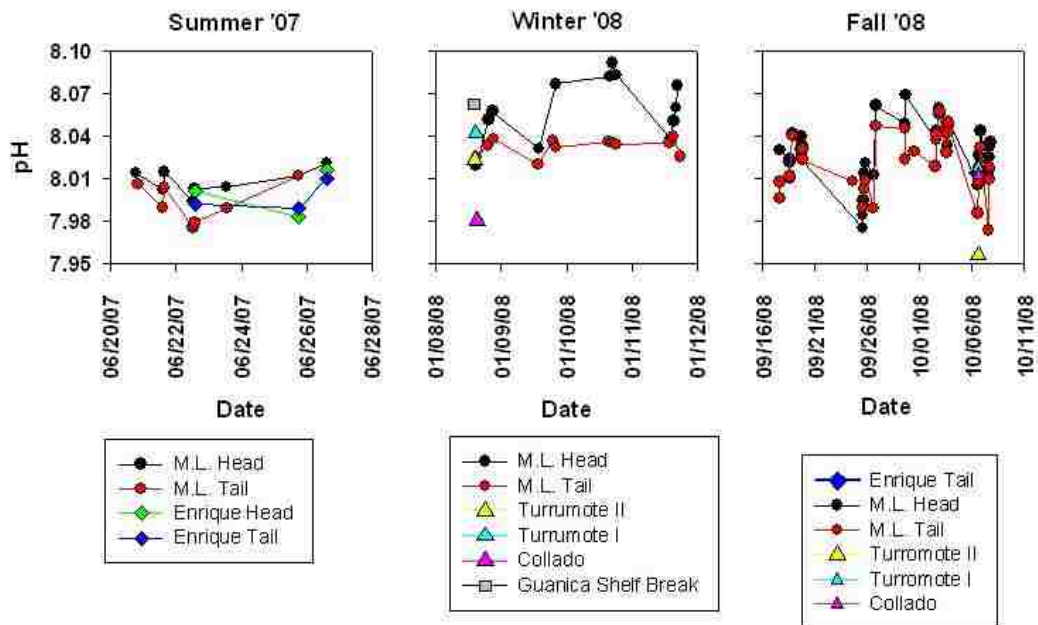 Summer '07
Winter '08
Fall '08
pH
8.10
8.07
8.04
8.01
7.98
7.95
06/20/07
06/22/07
06/24/07
06/26/07
06/28/07
01/08/08
01/09/08
01/10/08
01/11/08
01/12/08
09/16/08
09/21/08
09/26/08
10/01/08
10/06/08
10/11/08
Date
Date
Date
M.L. Head
M.L. Tail
Enrique Head
Enrique Tail
M.L. Head
M.L. Tail
Turrumote II
Turrumote I
Collado
Guanica Shelf Break
Enrique Tail
M.L. Head
M.L. Tail
Turromote II
Turromote I
Collado